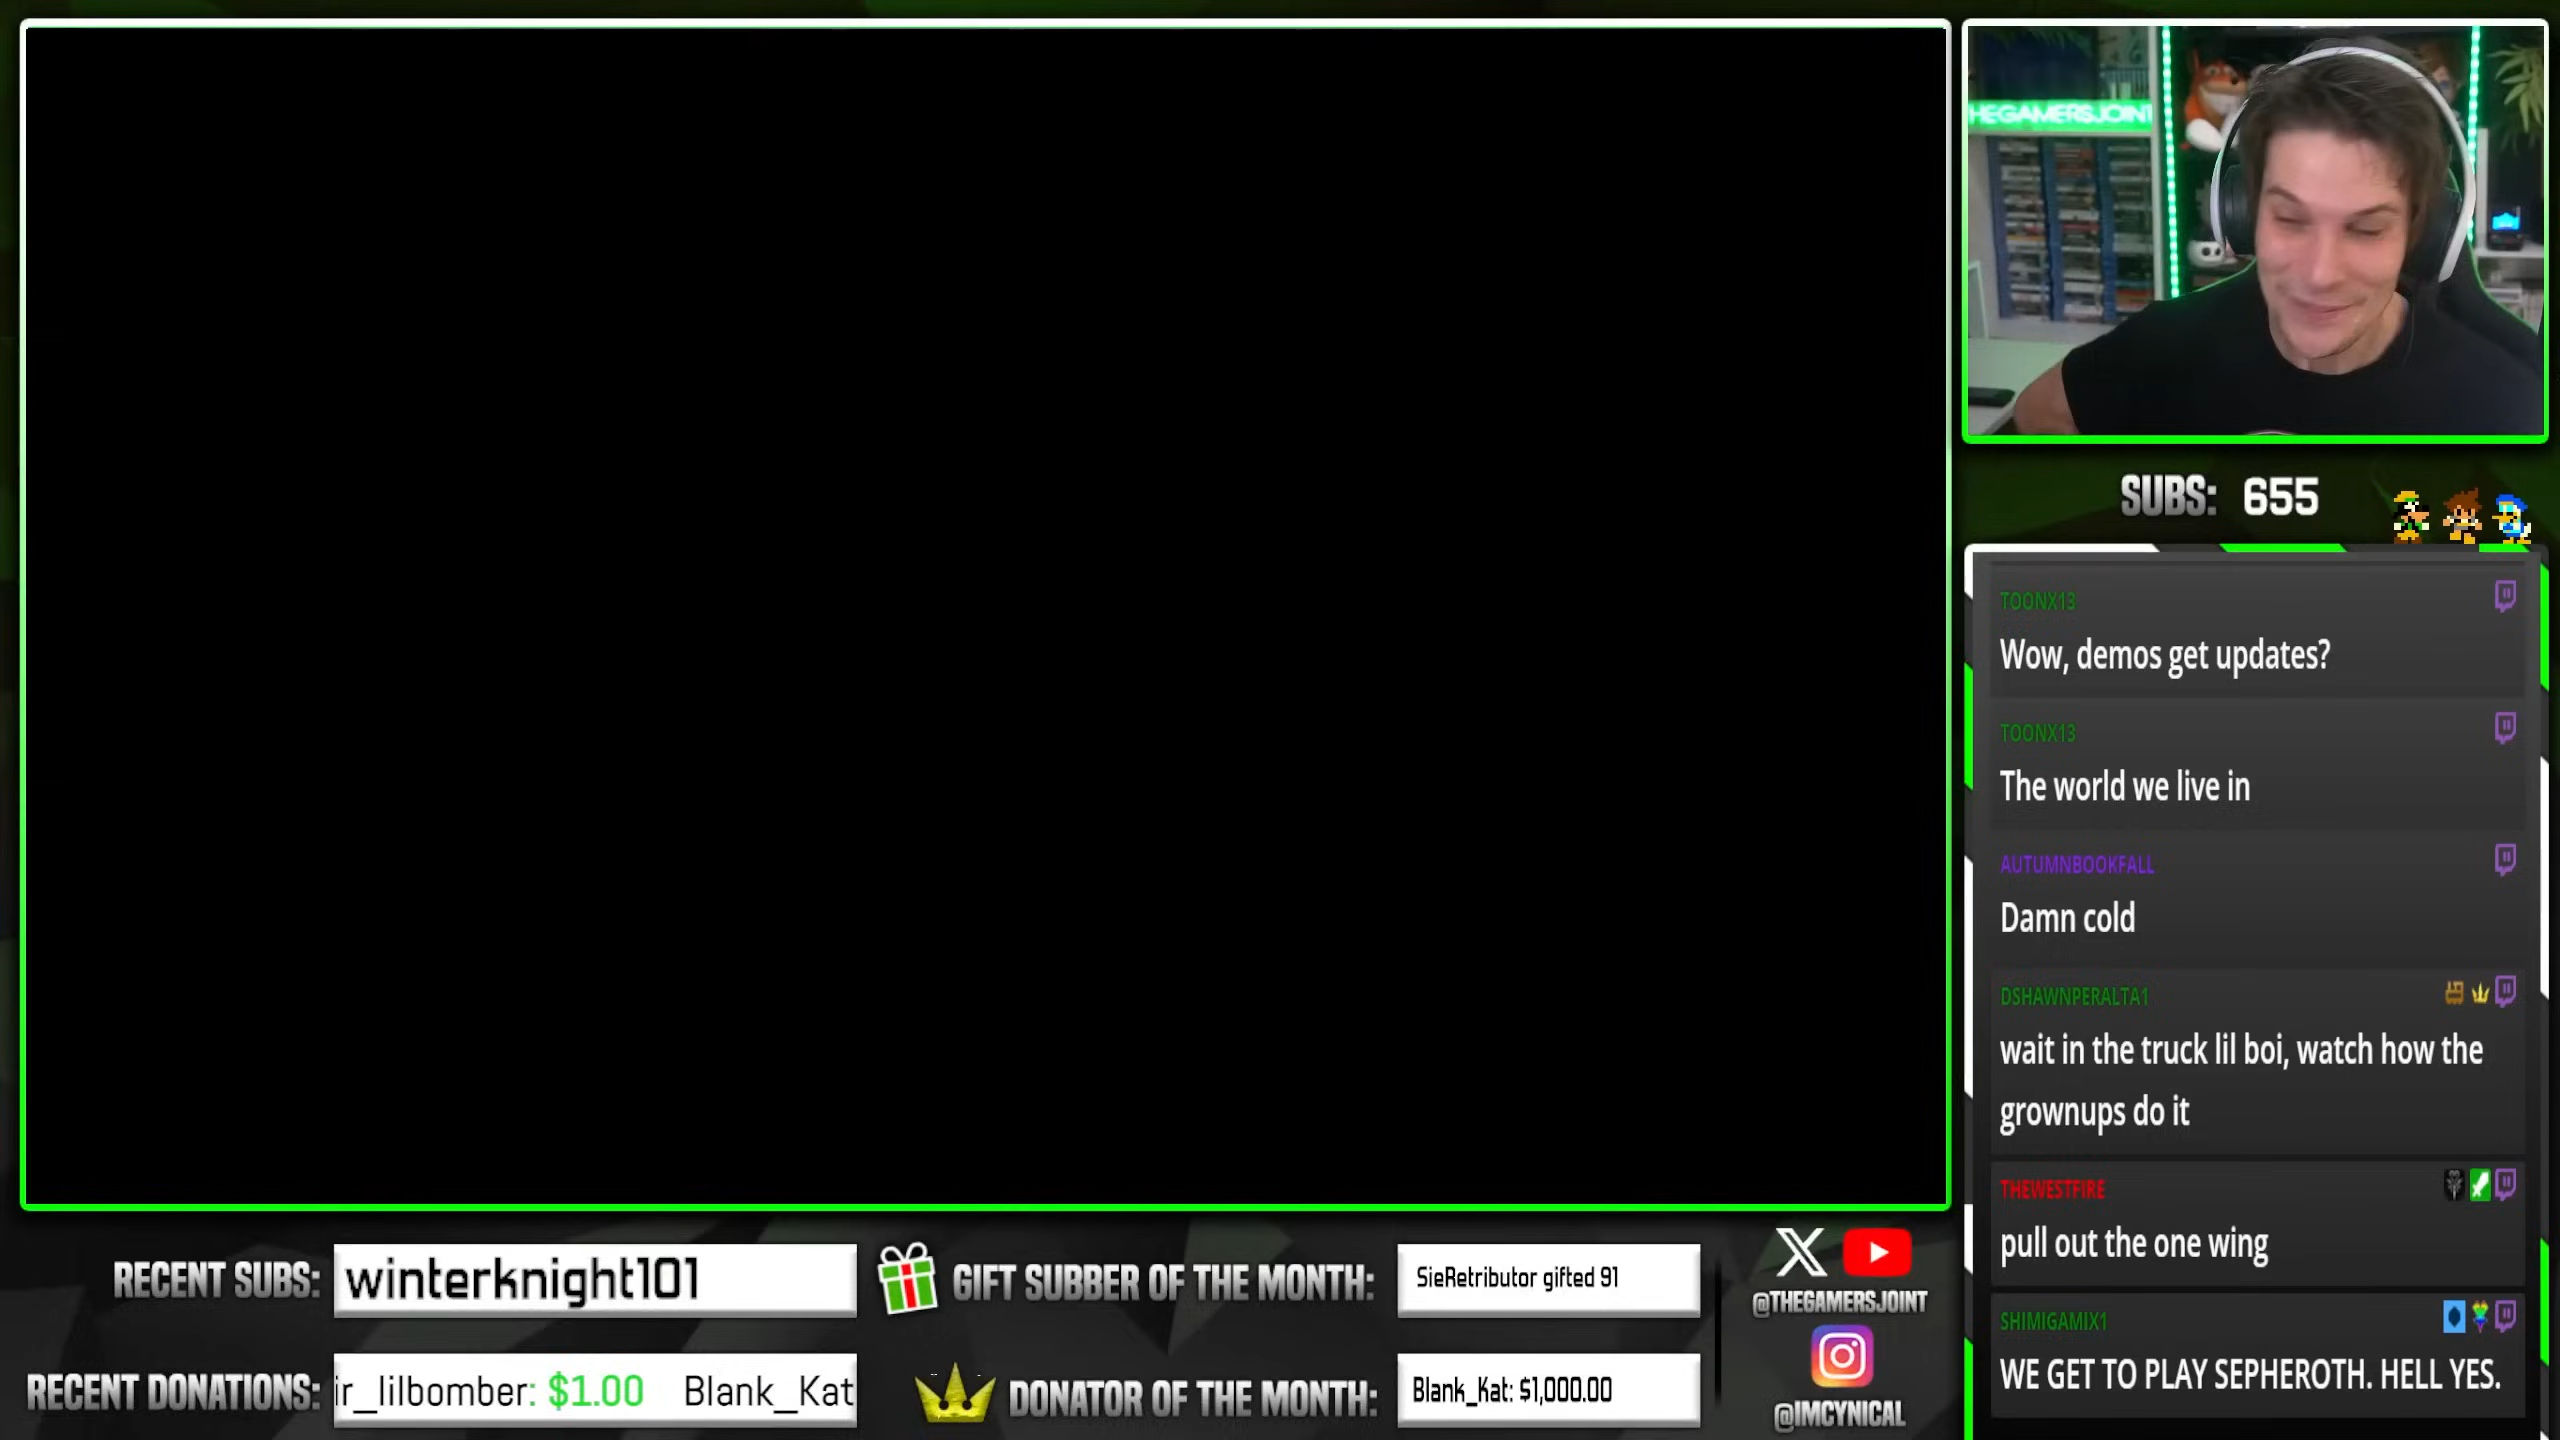 HEGAMERSJOINT
SUBS: 655
TOONX13
Wow, demos get updates?
TOONX13
The world we live in
AUTUMNBOOKFALL
Damn cold
DSHAWNPERALTA1
wait in the truck lil boi, watch how the
grownups do it
THEWESTFIRE
pull out the one wing
SHIMIGAMIX1
WE GET TO PLAY SEPHEROTH. HELL YES.
RECENT SUBS: winterknight101
GIFT SUBBER OF THE MONTH: SieRetributor gifted 91
@THEGAMERSJOINT
RECENT DONATIONS: ir_lilbomber: $1.00 Blank_Kat
DONATOR OF THE MONTH: Blank_Kat: $1,000.00
@IMCYNICAL